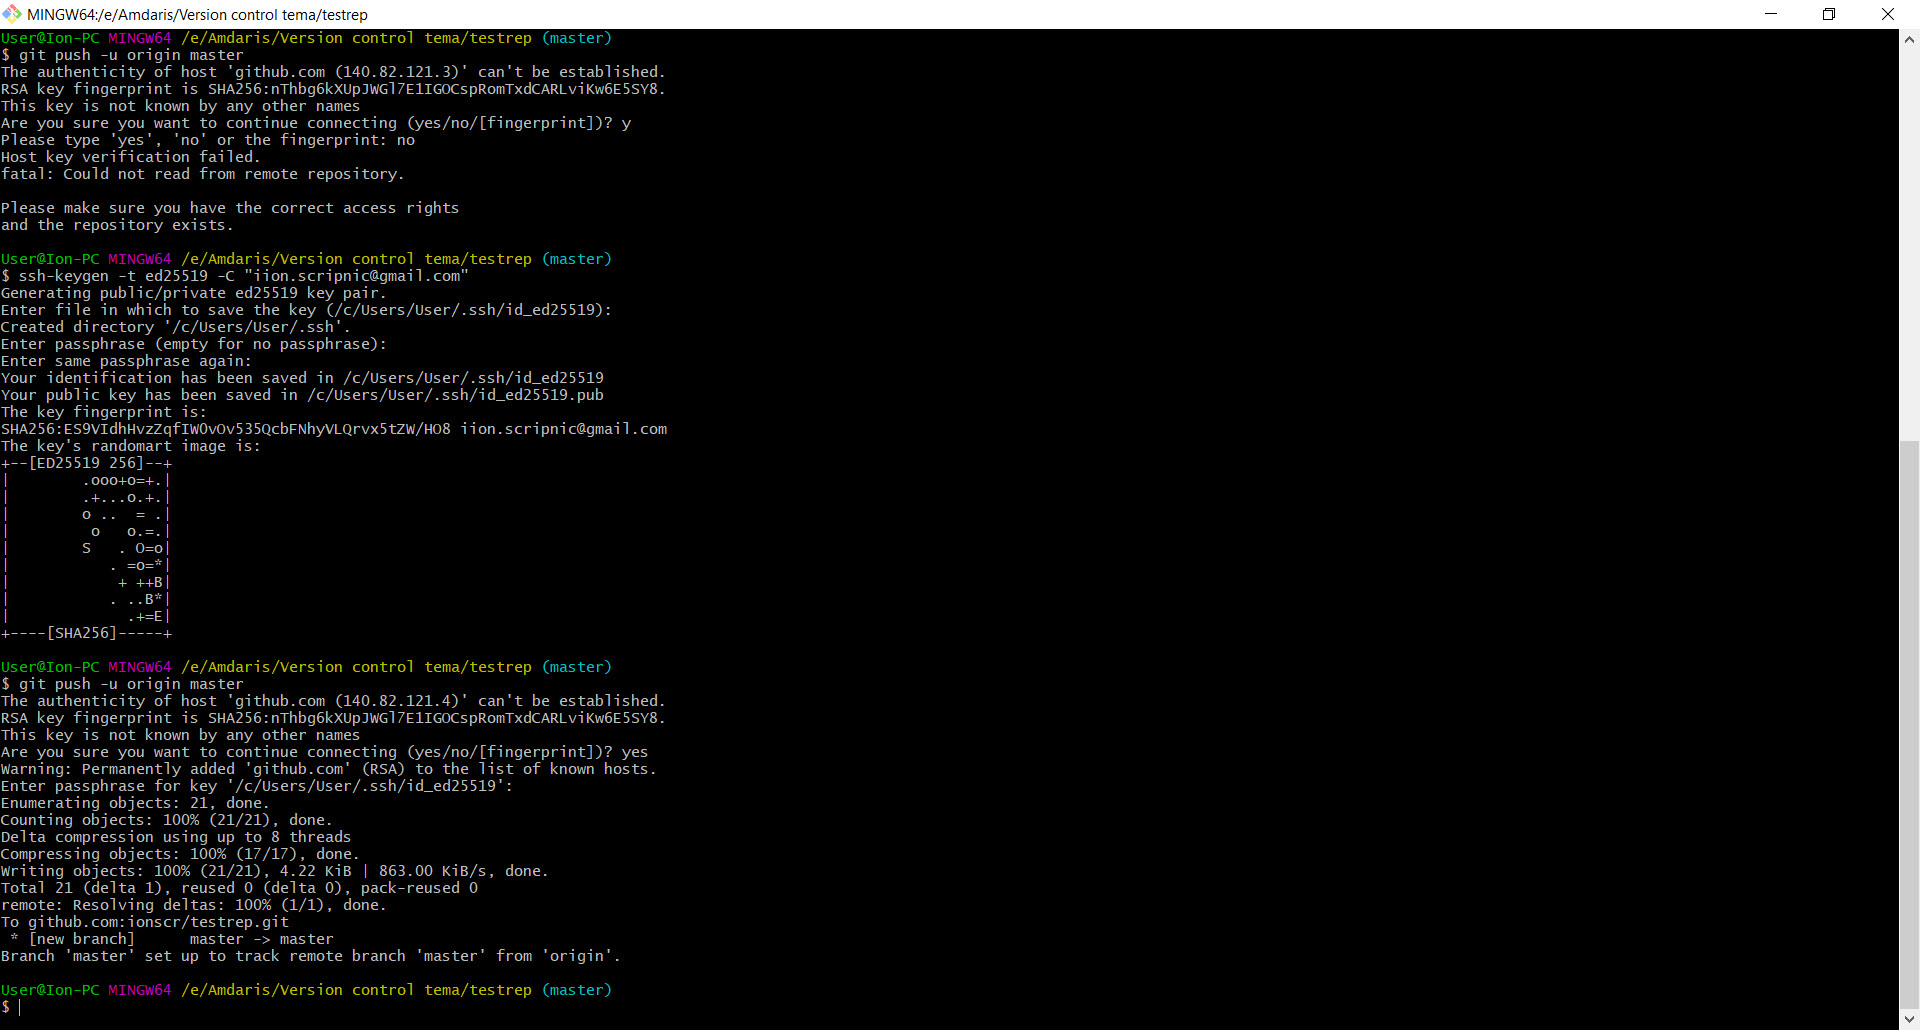 MINGW64:/e/Amdaris/Version control tema/testrep
User@Ion-PC MINGW64 /e/Amdaris/Version control tema/testrep (master)
$ git push -u origin master
The authenticity of host 'github.com (140.82.121.3)' can't be established.
RSA key fingerprint is SHA256:nThbg6kXUpJWGl7E1IGOCspRomTxdCARLviKw6E5SY8.
This key is not known by any other names
Are you sure you want to continue connecting (yes/no/[fingerprint])? y
Please type 'yes', 'no' or the fingerprint: no
Host key verification failed.
fatal: Could not read from remote repository.

Please make sure you have the correct access rights
and the repository exists.

User@Ion-PC MINGW64 /e/Amdaris/Version control tema/testrep (master)
$ ssh-keygen -t ed25519 -C "iion.scripnic@gmail.com"
Generating public/private ed25519 key pair.
Enter file in which to save the key (/c/Users/User/.ssh/id_ed25519):
Created directory '/c/Users/User/.ssh'.
Enter passphrase (empty for no passphrase):
Enter same passphrase again:
Your identification has been saved in /c/Users/User/.ssh/id_ed25519
Your public key has been saved in /c/Users/User/.ssh/id_ed25519.pub
The key fingerprint is:
SHA256:ES9VIdhHvzZqfIW0vOv535QcbFNhyVLQrvx5tZW/HO8 iion.scripnic@gmail.com
The key's randomart image is:
+--[ED25519 256]--+
|        .ooo+o=+.|
|        .+...o.+.|
|        o ..  = .|
|         o   o.=.|
|        S   . O=o|
|           . =o=*|
|            + ++B|
|           . ..B*|
|             .+=E|
+----[SHA256]-----+

User@Ion-PC MINGW64 /e/Amdaris/Version control tema/testrep (master)
$ git push -u origin master
The authenticity of host 'github.com (140.82.121.4)' can't be established.
RSA key fingerprint is SHA256:nThbg6kXUpJWGl7E1IGOCspRomTxdCARLviKw6E5SY8.
This key is not known by any other names
Are you sure you want to continue connecting (yes/no/[fingerprint])? yes
Warning: Permanently added 'github.com' (RSA) to the list of known hosts.
Enter passphrase for key '/c/Users/User/.ssh/id_ed25519':
Enumerating objects: 21, done.
Counting objects: 100% (21/21), done.
Delta compression using up to 8 threads
Compressing objects: 100% (17/17), done.
Writing objects: 100% (21/21), 4.22 KiB | 863.00 KiB/s, done.
Total 21 (delta 1), reused 0 (delta 0), pack-reused 0
remote: Resolving deltas: 100% (1/1), done.
To github.com:ionscr/testrep.git
 * [new branch]      master -> master
Branch 'master' set up to track remote branch 'master' from 'origin'.

User@Ion-PC MINGW64 /e/Amdaris/Version control tema/testrep (master)
$